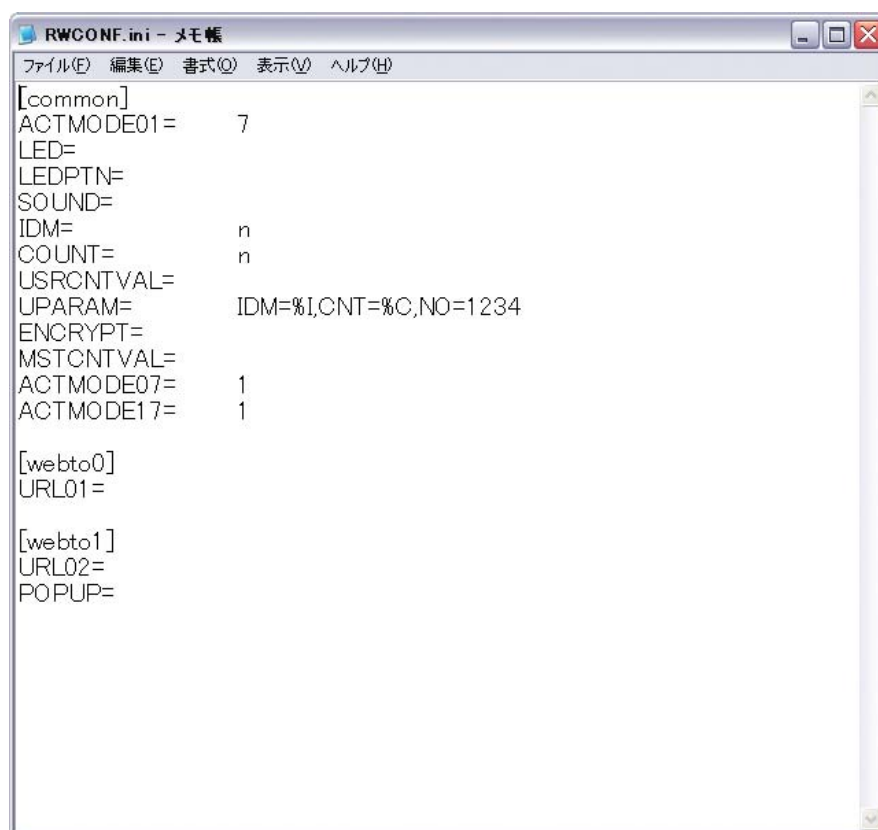 RWCONF.ini - メモ帳
ファイル(F) 編集(E) 書式(O) 表示(V) ヘルプ(H)
[common]
ACTMODE01= 7
LED=
LEDPTN=
SOUND=
IDM= n
COUNT= n
USRCNTVAL=
UPARAM= IDM=%I,CNT=%C,NO=1234
ENCRYPT=
MSTCNTVAL=
ACTMODE07= 1
ACTMODE17= 1
[webto0]
URL01=
[webto1]
URL02=
POPUP=